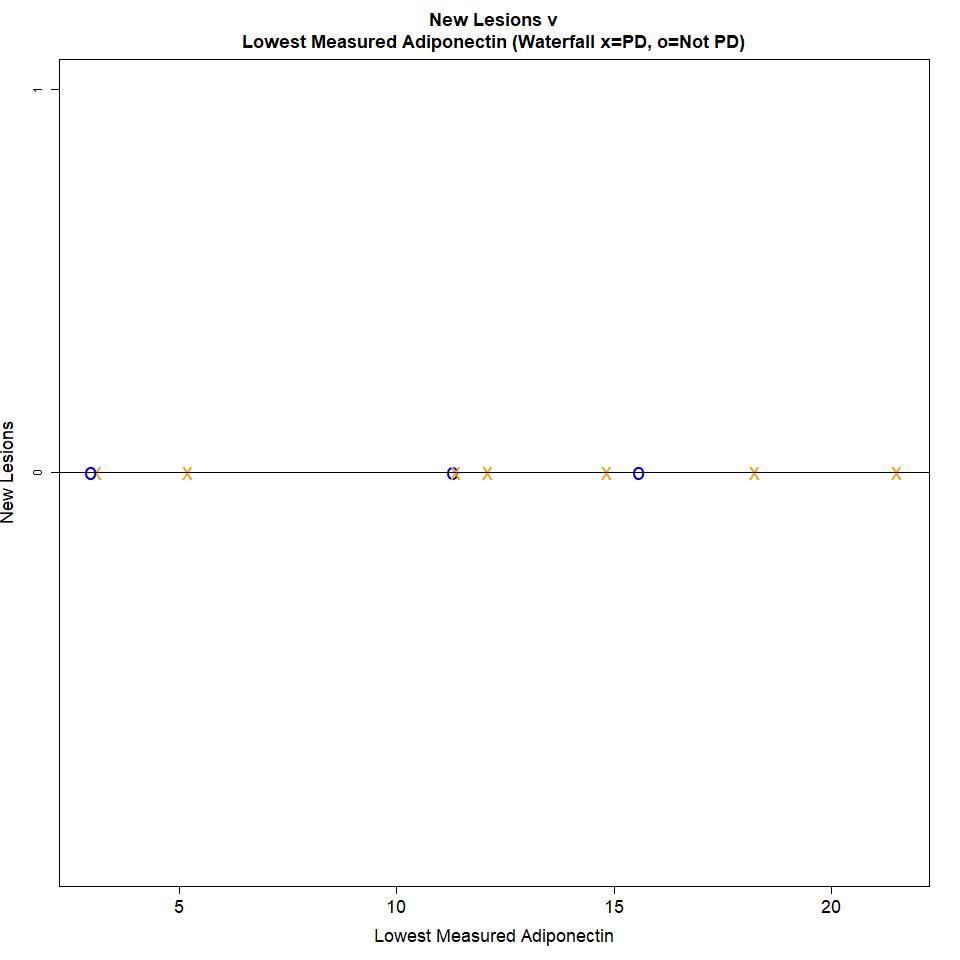 New Lesions v
Lowest Measured Adiponectin (Waterfall x=PD, o=Not PD)
1
0
New Lesions
O X X O X X X O X X
5 10 15 20
Lowest Measured Adiponectin